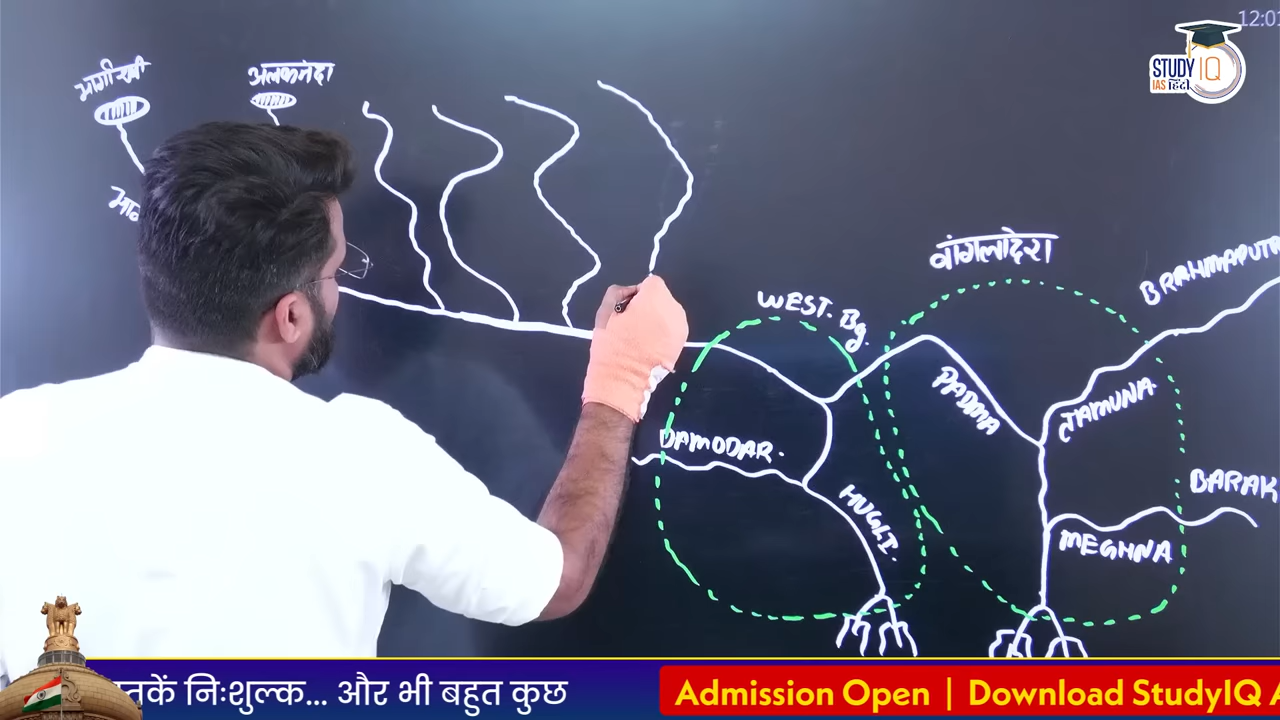 12:01
STUDY IQ
IAS हिंदी
भागीरथी
अलकनंदा
बांग्लादेश
BRAHMAPUTR
WEST. Bg.
PADMA
JAMUNA
DAMODAR.
BARAK
HUGLI.
MEGHNA
निःशुल्क... और भी बहुत कुछ
Admission Open | Download StudyIQ